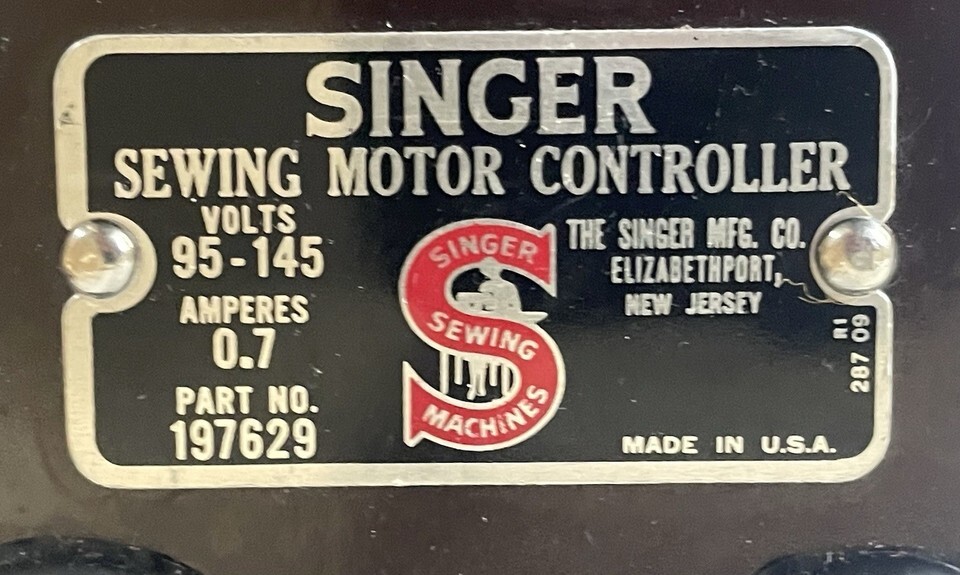 SINGER
SEWING MOTOR CONTROLLER
VOLTS
95-145
AMPERES
0.7
PART NO.
197629
SINGER
SEWING
MACHINES
THE SINGER MFG. CO.
ELIZABETHPORT,
NEW JERSEY
R1
287 09
MADE IN U.S.A.